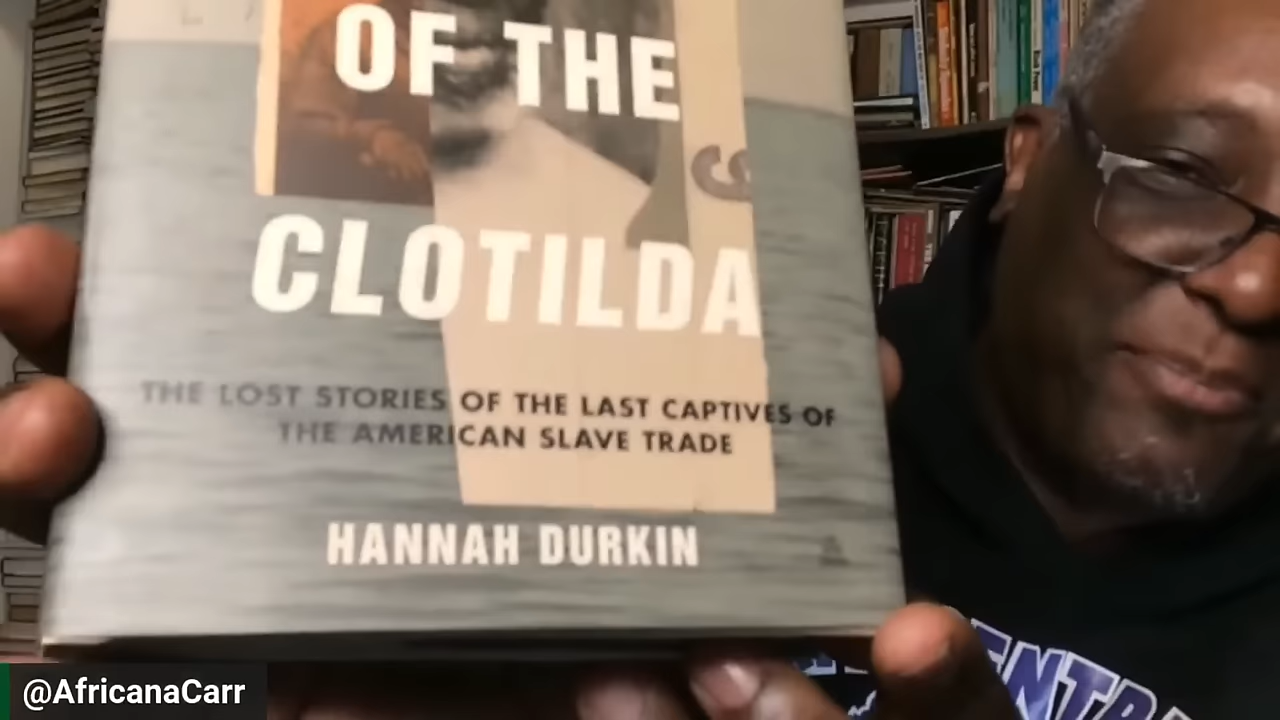 OF THE
CLOTILDA
THE LOST STORIES OF THE LAST CAPTIVES OF
THE AMERICAN SLAVE TRADE
HANNAH DURKIN
@AfricanaCarr